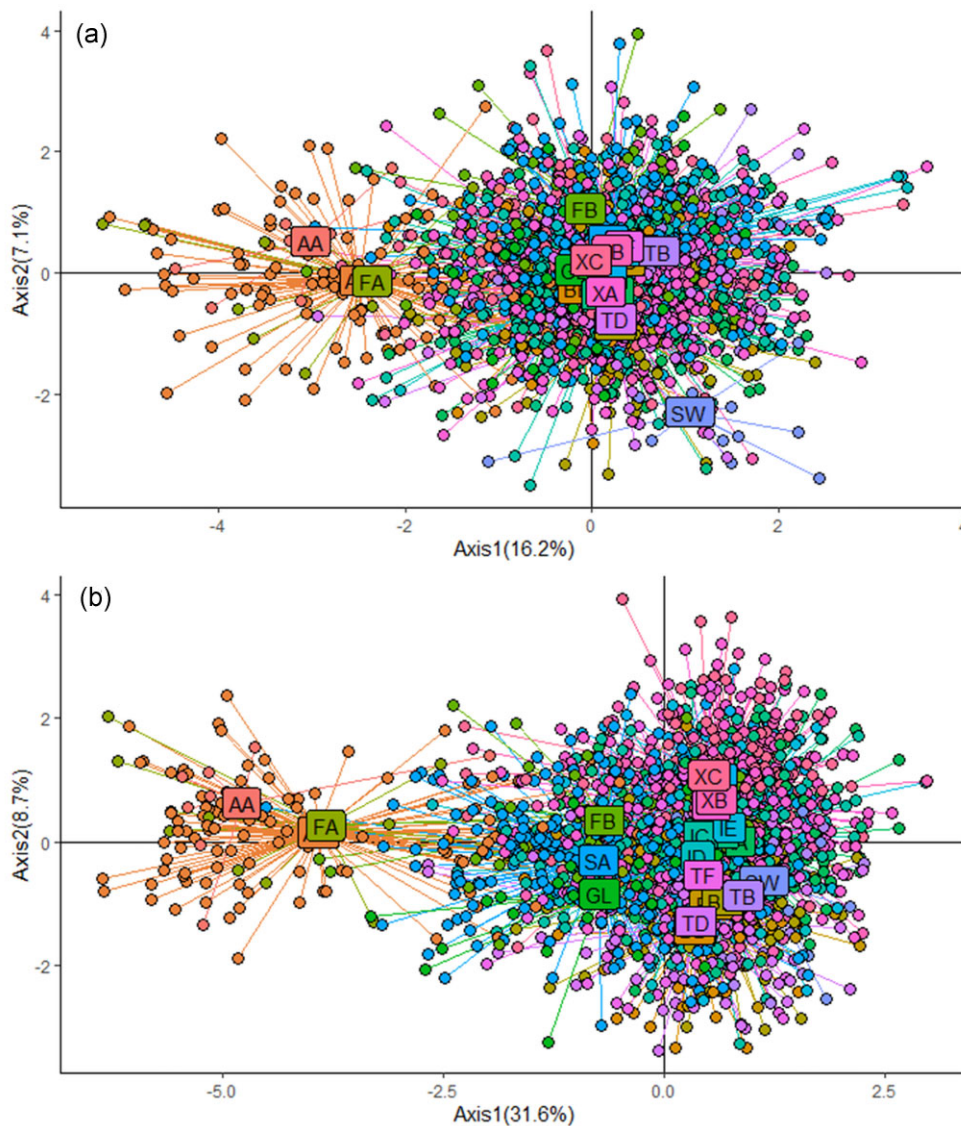 (a)
4
2
0
-2
Axis2(7.1%)
AA
FA
FB
XC
TB
XA
TD
SW
-4
-2
0
2
4
Axis1(16.2%)
(b)
4
2
0
-2
Axis2(8.7%)
AA
FA
FB
SA
GL
XC
XB
IE
TF
TB
TD
SW
-5.0
-2.5
0.0
2.5
Axis1(31.6%)